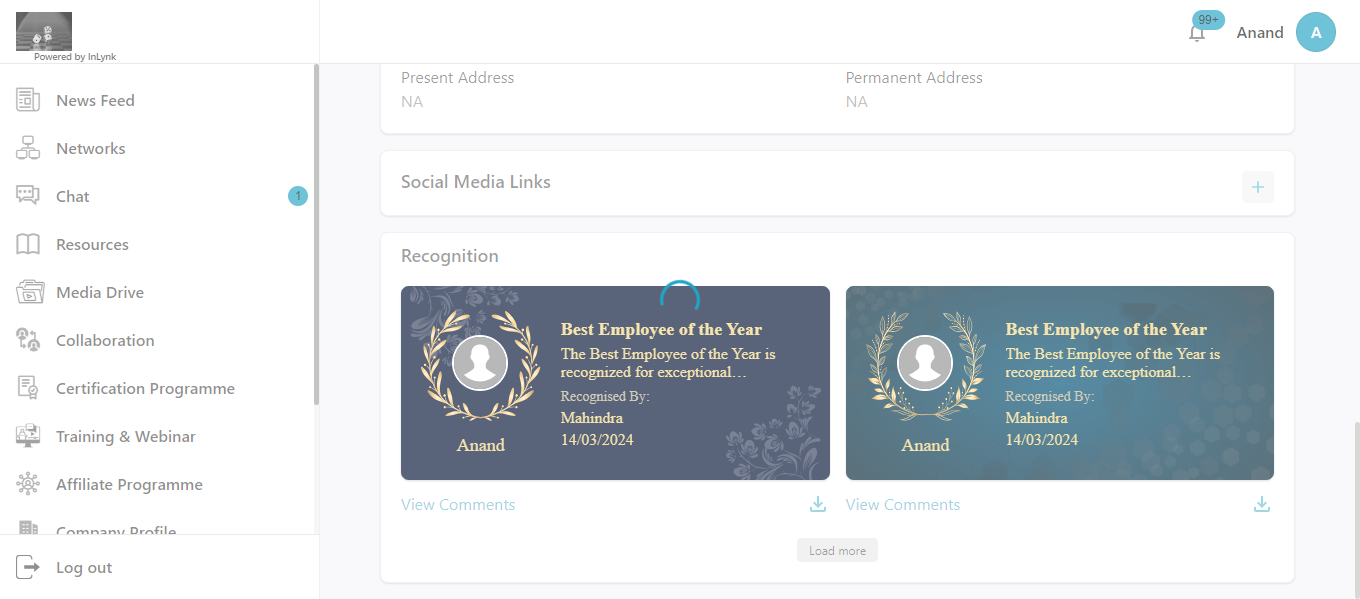 Powered by InLynk
99+
Anand
A
News Feed
Networks
Chat
1
Resources
Media Drive
Collaboration
Certification Programme
Training & Webinar
Affiliate Programme
Company Profile
Log out
Present Address
NA
Permanent Address
NA
Social Media Links
+
Recognition
Best Employee of the Year
The Best Employee of the Year is
recognized for exceptional...
Recognised By:
Mahindra
14/03/2024
Anand
View Comments
Best Employee of the Year
The Best Employee of the Year is
recognized for exceptional...
Recognised By:
Mahindra
14/03/2024
Anand
View Comments
Load more